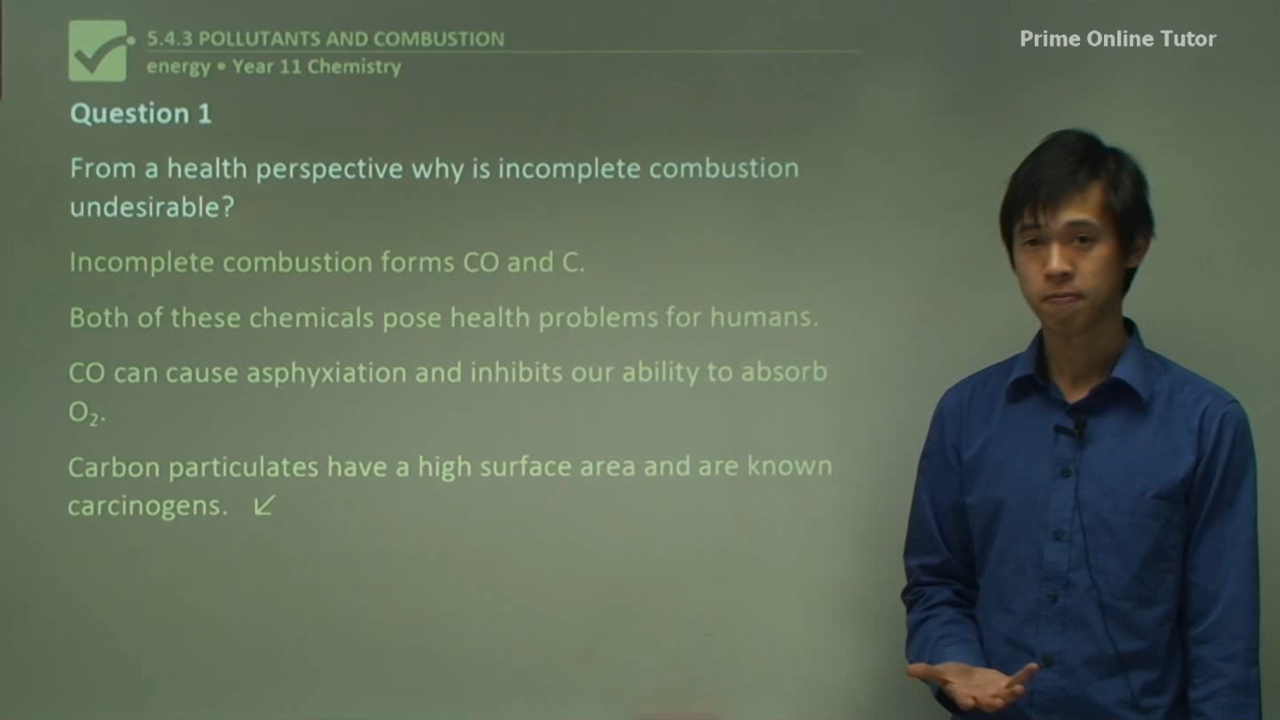 5.4.3 POLLUTANTS AND COMBUSTION
energy • Year 11 Chemistry
Prime Online Tutor
Question 1
From a health perspective why is incomplete combustion
undesirable?
Incomplete combustion forms CO and C.
Both of these chemicals pose health problems for humans.
CO can cause asphyxiation and inhibits our ability to absorb
O₂.
Carbon particulates have a high surface area and are known
carcinogens. ↙